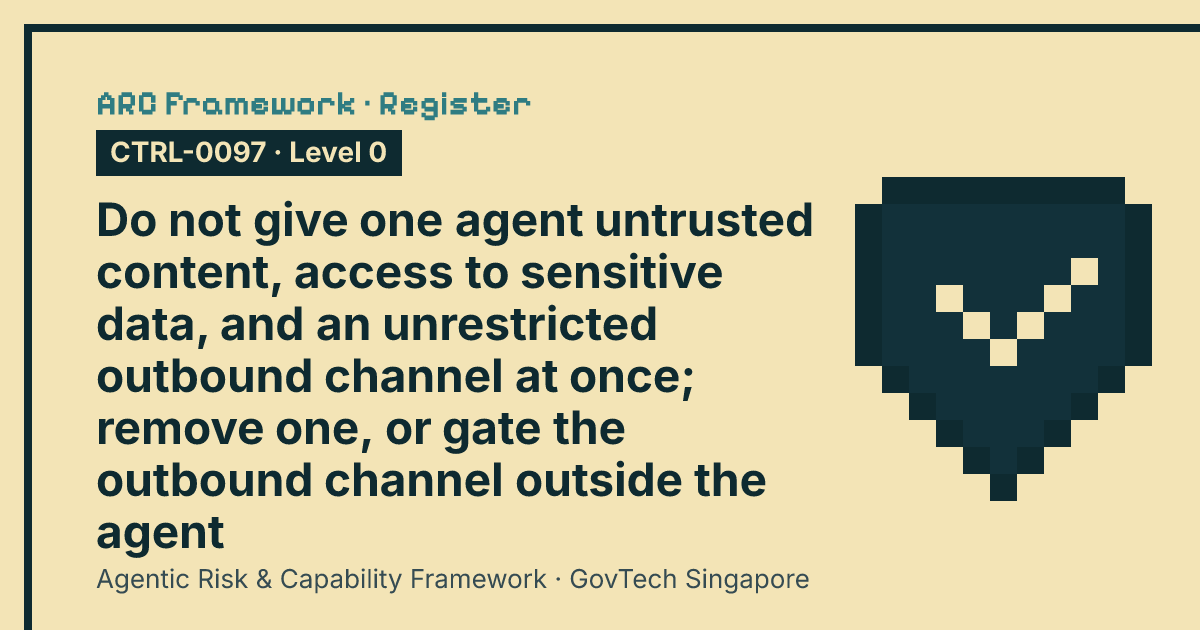 ARC Framework · Register
CTRL-0097 · Level 0
Do not give one agent untrusted
content, access to sensitive
data, and an unrestricted
outbound channel at once;
remove one, or gate the
outbound channel outside the
agent
Agentic Risk & Capability Framework · GovTech Singapore